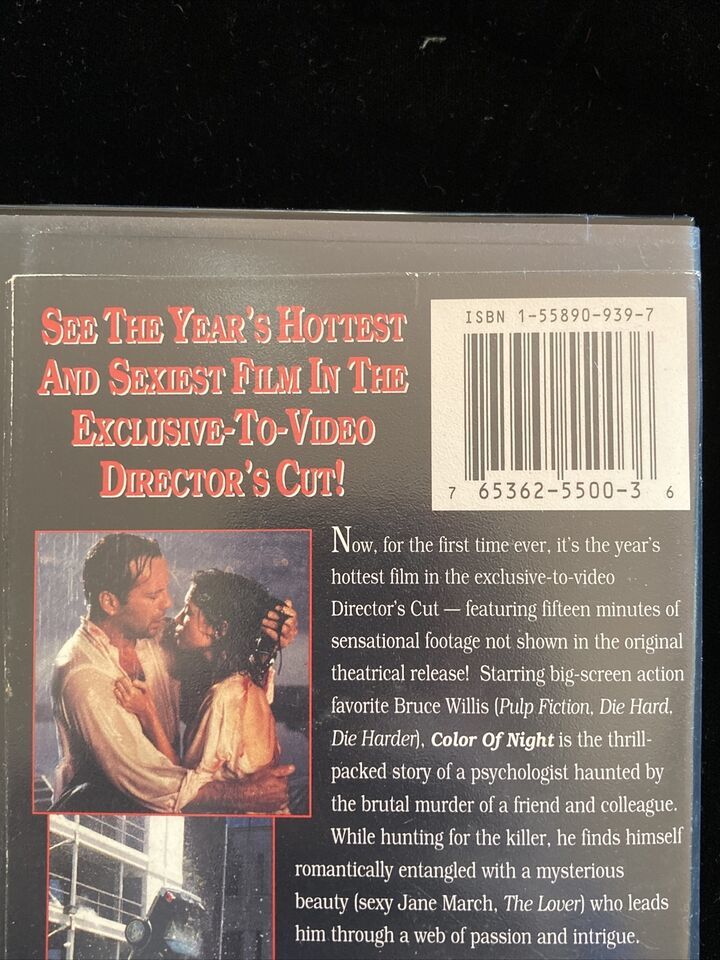 SEE THE YEAR'S HOTTEST
AND SEXIEST FILM IN THE
EXCLUSIVE-TO-VIDEO
DIRECTOR'S CUT!
ISBN 1-55890-939-7
7 65362-5500-3 6
Now, for the first time ever, it's the year's
hottest film in the exclusive-to-video
Director's Cut — featuring fifteen minutes of
sensational footage not shown in the original
theatrical release! Starring big-screen action
favorite Bruce Willis (Pulp Fiction, Die Hard,
Die Harder), Color Of Night is the thrill-
packed story of a psychologist haunted by
the brutal murder of a friend and colleague.
While hunting for the killer, he finds himself
romantically entangled with a mysterious
beauty (sexy Jane March, The Lover) who leads
him through a web of passion and intrigue.